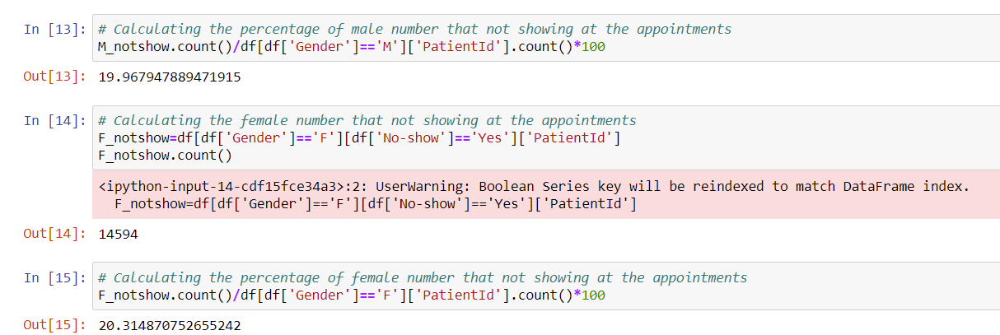 In [13]: # Calculating the percentage of male number that not showing at the appointments
M_notshow.count()/df[df['Gender']=='M']['PatientId'].count()*100
Out[13]: 19.967947889471915
In [14]: # Calculating the female number that not showing at the appointments
F_notshow=df[df['Gender']=='F'][df['No-show']=='Yes']['PatientId']
F_notshow.count()
<ipython-input-14-cdf15fce34a3>:2: UserWarning: Boolean Series key will be reindexed to match DataFrame index.
F_notshow=df[df['Gender']=='F'][df['No-show']=='Yes']['PatientId']
Out[14]: 14594
In [15]: # Calculating the percentage of female number that not showing at the appointments
F_notshow.count()/df[df['Gender']=='F']['PatientId'].count()*100
Out[15]: 20.314870752655242